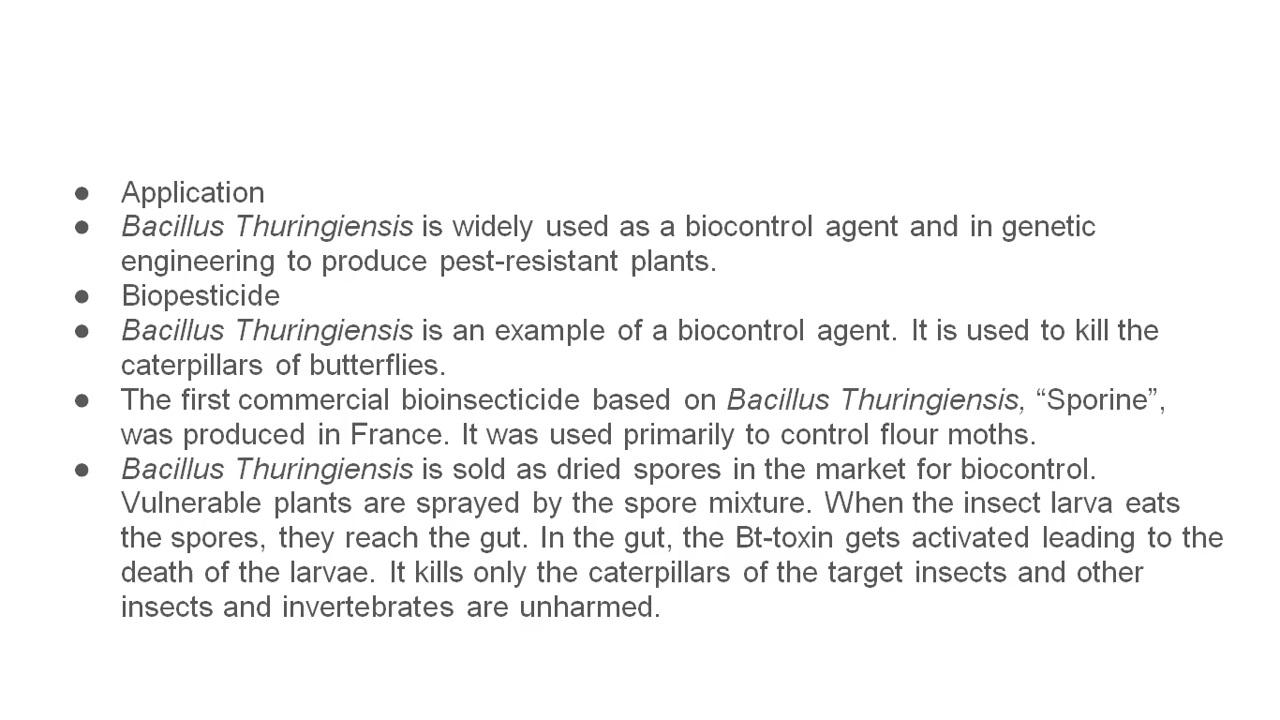 ● Application
● Bacillus Thuringiensis is widely used as a biocontrol agent and in genetic
engineering to produce pest-resistant plants.
● Biopesticide
● Bacillus Thuringiensis is an example of a biocontrol agent. It is used to kill the
caterpillars of butterflies.
● The first commercial bioinsecticide based on Bacillus Thuringiensis, “Sporine”,
was produced in France. It was used primarily to control flour moths.
● Bacillus Thuringiensis is sold as dried spores in the market for biocontrol.
Vulnerable plants are sprayed by the spore mixture. When the insect larva eats
the spores, they reach the gut. In the gut, the Bt-toxin gets activated leading to the
death of the larvae. It kills only the caterpillars of the target insects and other
insects and invertebrates are unharmed.